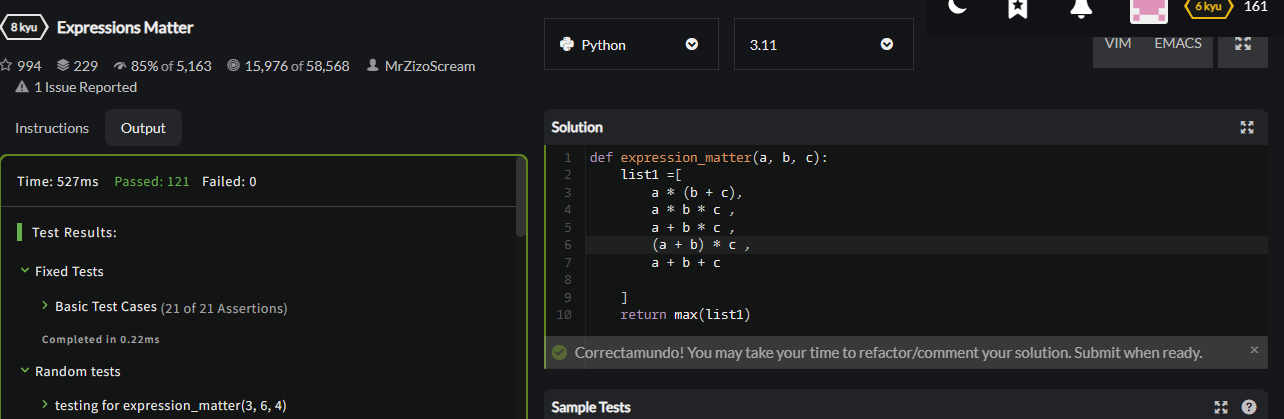 8 kyu Expressions Matter
994 229 85% of 5,163 15,976 of 58,568 MrZizoScream
1 Issue Reported
Instructions Output
Time: 527ms Passed: 121 Failed: 0
Test Results:
Fixed Tests
Basic Test Cases (21 of 21 Assertions)
Completed in 0.22ms
Random tests
testing for expression_matter(3, 6, 4)
6 kyu 161
Python 3.11 VIM EMACS
Solution
1 def expression_matter(a, b, c):
2 list1 =[
3 a * (b + c),
4 a * b * c ,
5 a + b * c ,
6 (a + b) * c ,
7 a + b + c
8
9 ]
10 return max(list1)
Correctamundo! You may take your time to refactor/comment your solution. Submit when ready. ×
Sample Tests ?